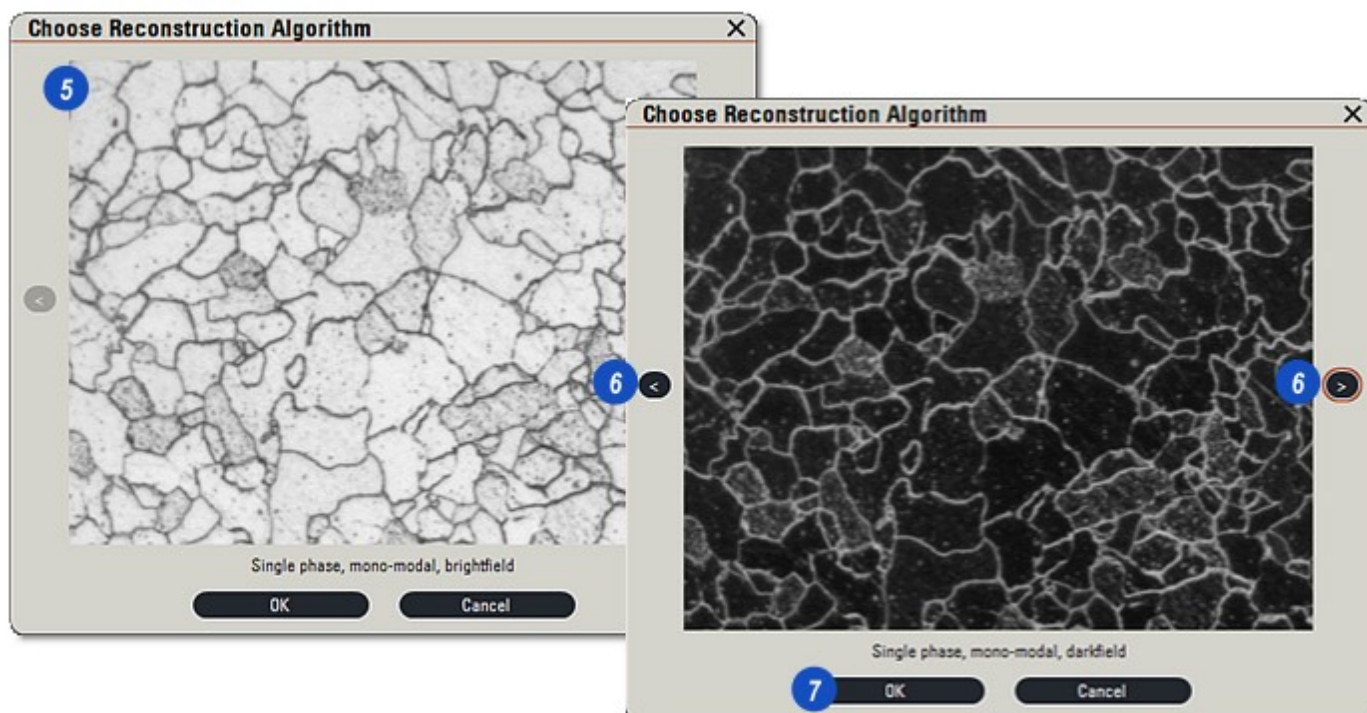 Choose Reconstruction Algorithm
5
<
Single phase, mono-modal, brightfield
OK Cancel
Choose Reconstruction Algorithm
6 <
6 >
Single phase, mono-modal, darkfield
7 OK Cancel